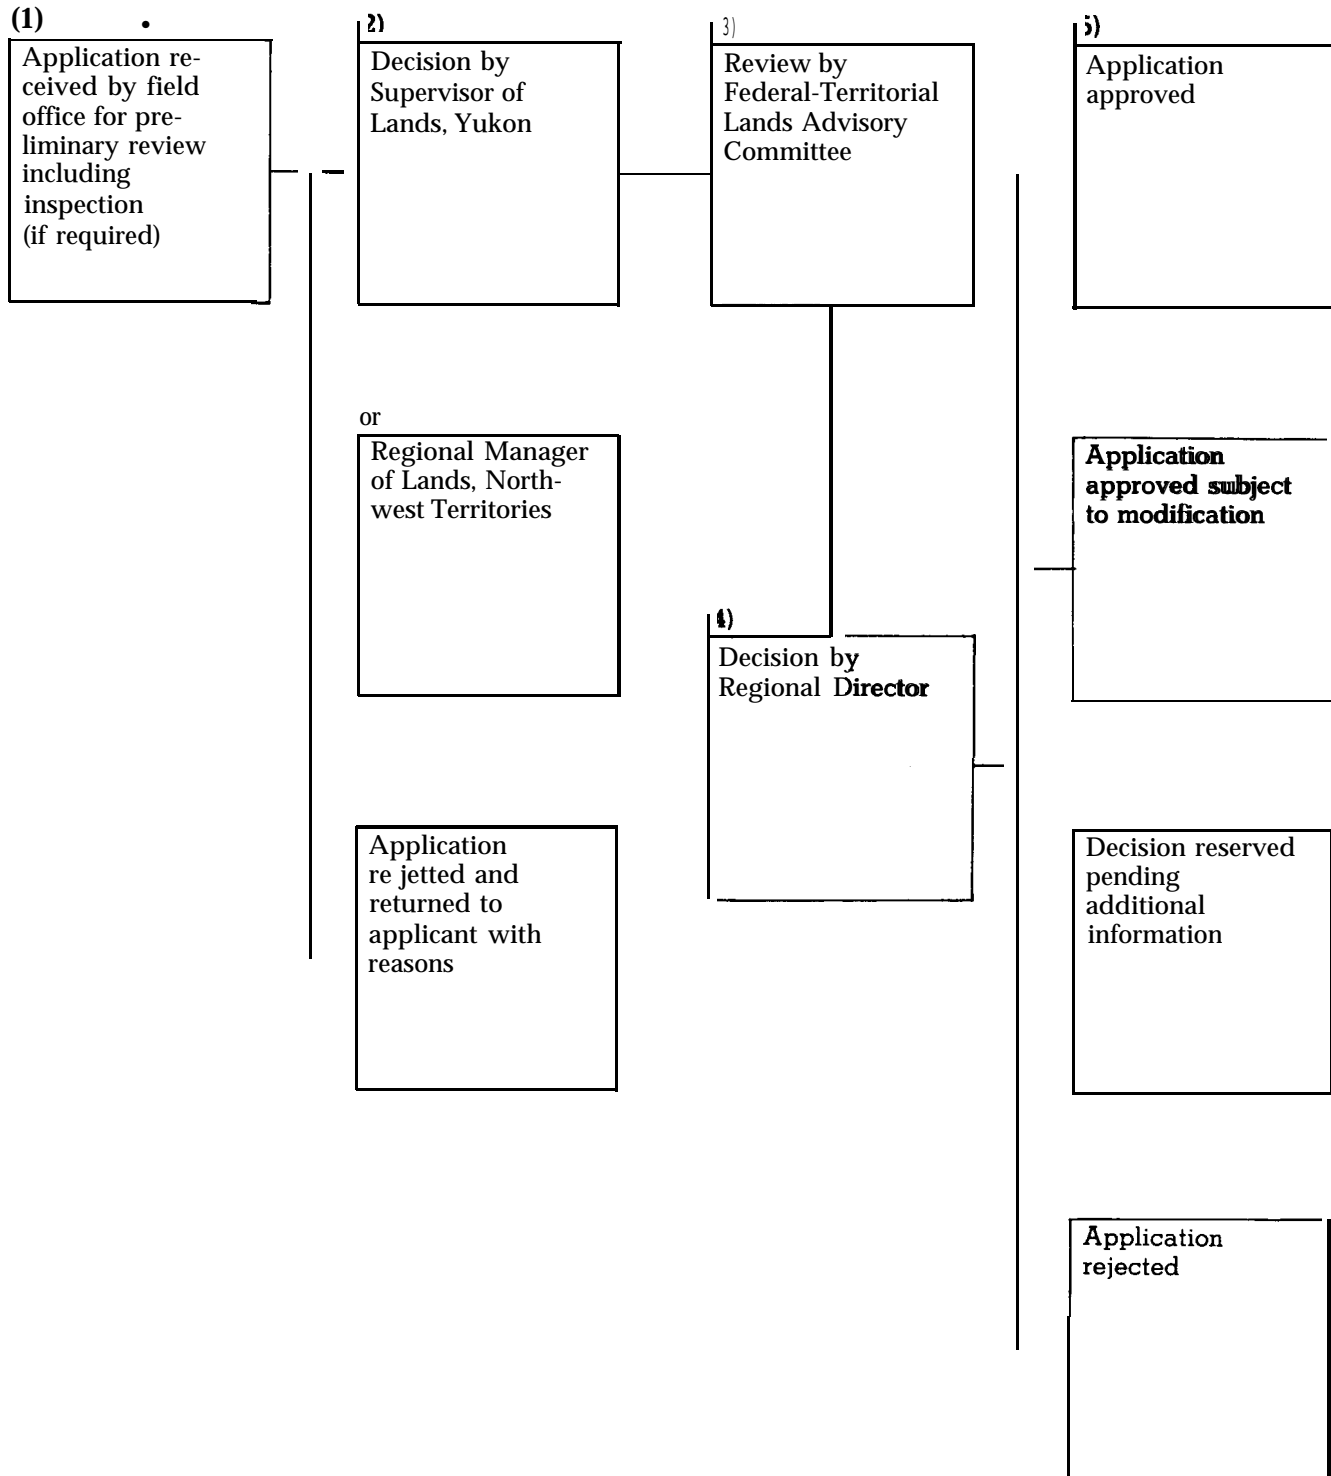 (1)
Application re-
ceived by field
office for pre-
liminary review
including
inspection
(if required)
2)
Decision by
Supervisor of
Lands, Yukon
or
Regional Manager
of Lands, North-
west Territories
Application
re jetted and
returned to
applicant with
reasons
3)
Review by
Federal-Territorial
Lands Advisory
Committee
4)
Decision by
Regional Director
5)
Application
approved
Application
approved subject
to modification
Decision reserved
pending
additional
information
Application
rejected